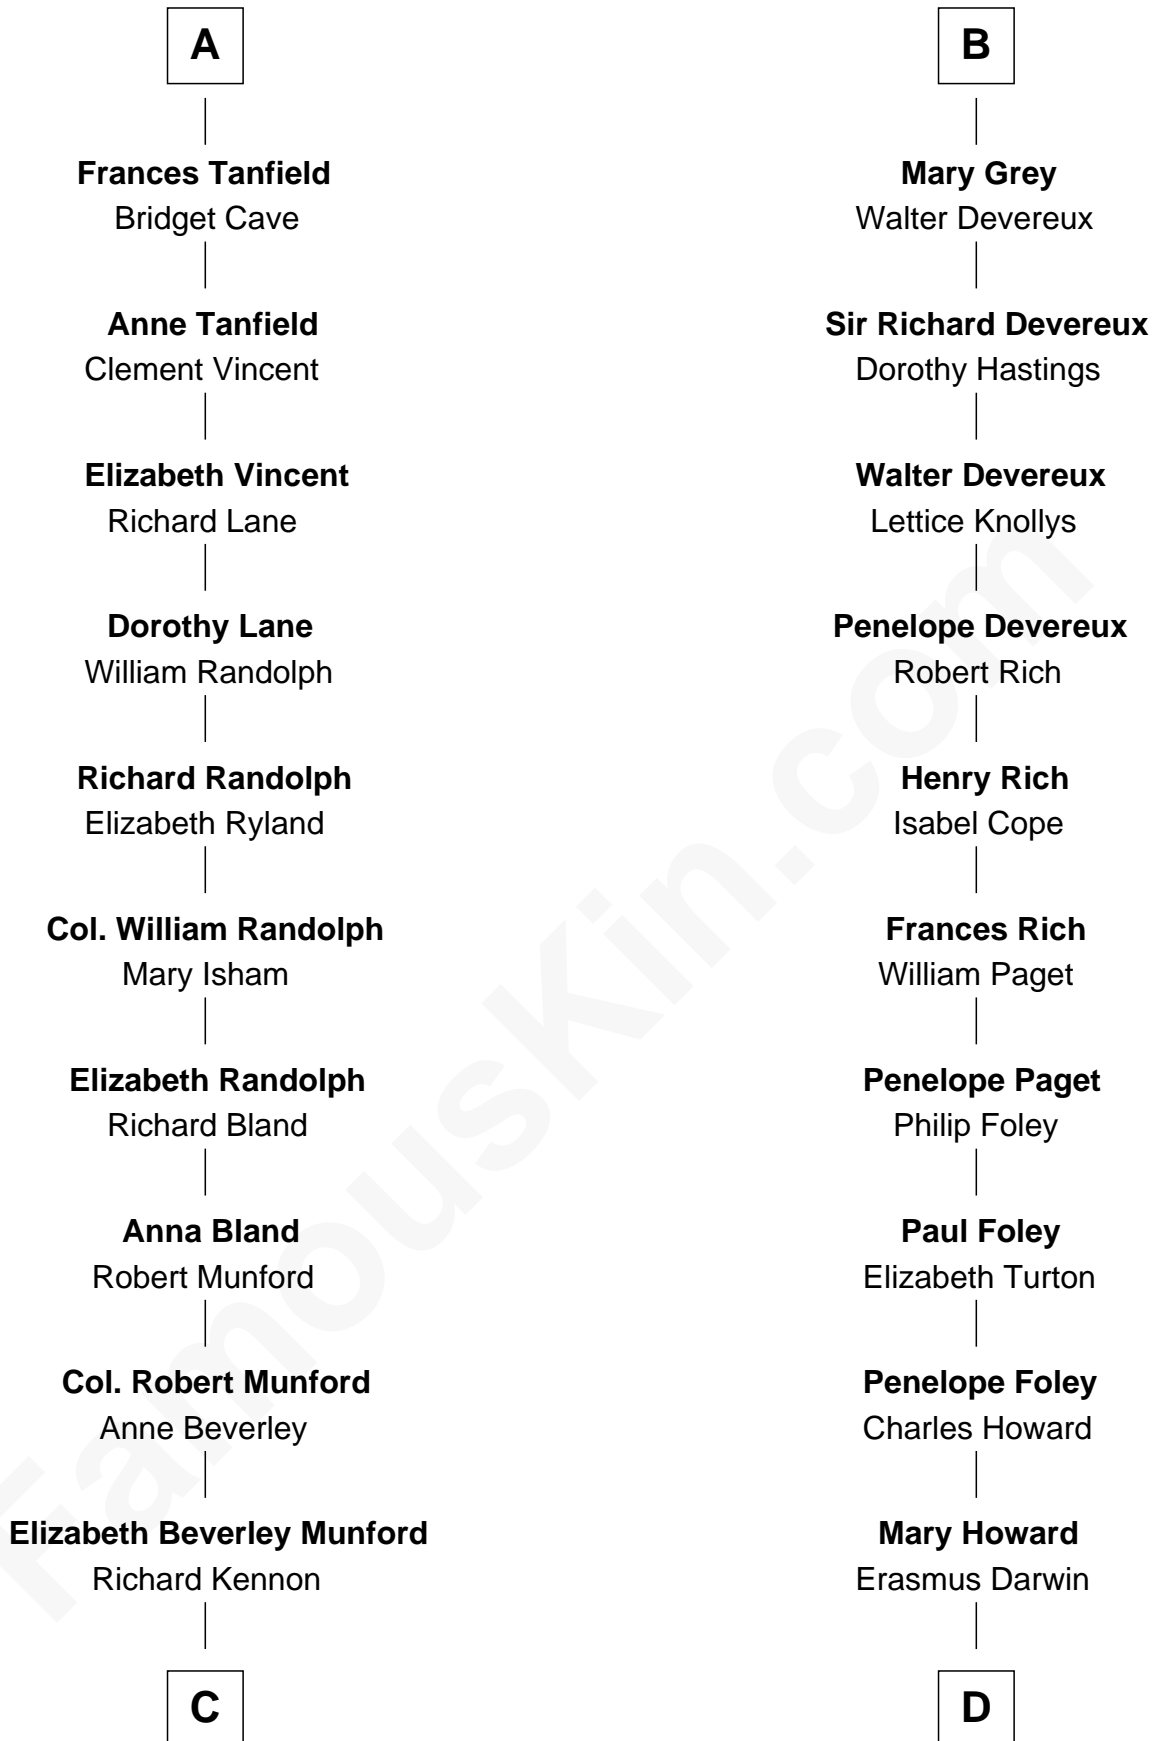 A
Frances Tanfield
Bridget Cave
Anne Tanfield
Clement Vincent
Elizabeth Vincent
Richard Lane
Dorothy Lane
William Randolph
Richard Randolph
Elizabeth Ryland
Col. William Randolph
Mary Isham
Elizabeth Randolph
Richard Bland
Anna Bland
Robert Munford
Col. Robert Munford
Anne Beverley
Elizabeth Beverley Munford
Richard Kennon
C
B
Mary Grey
Walter Devereux
Sir Richard Devereux
Dorothy Hastings
Walter Devereux
Lettice Knollys
Penelope Devereux
Robert Rich
Henry Rich
Isabel Cope
Frances Rich
William Paget
Penelope Paget
Philip Foley
Paul Foley
Elizabeth Turton
Penelope Foley
Charles Howard
Mary Howard
Erasmus Darwin
D
FamousKin.com